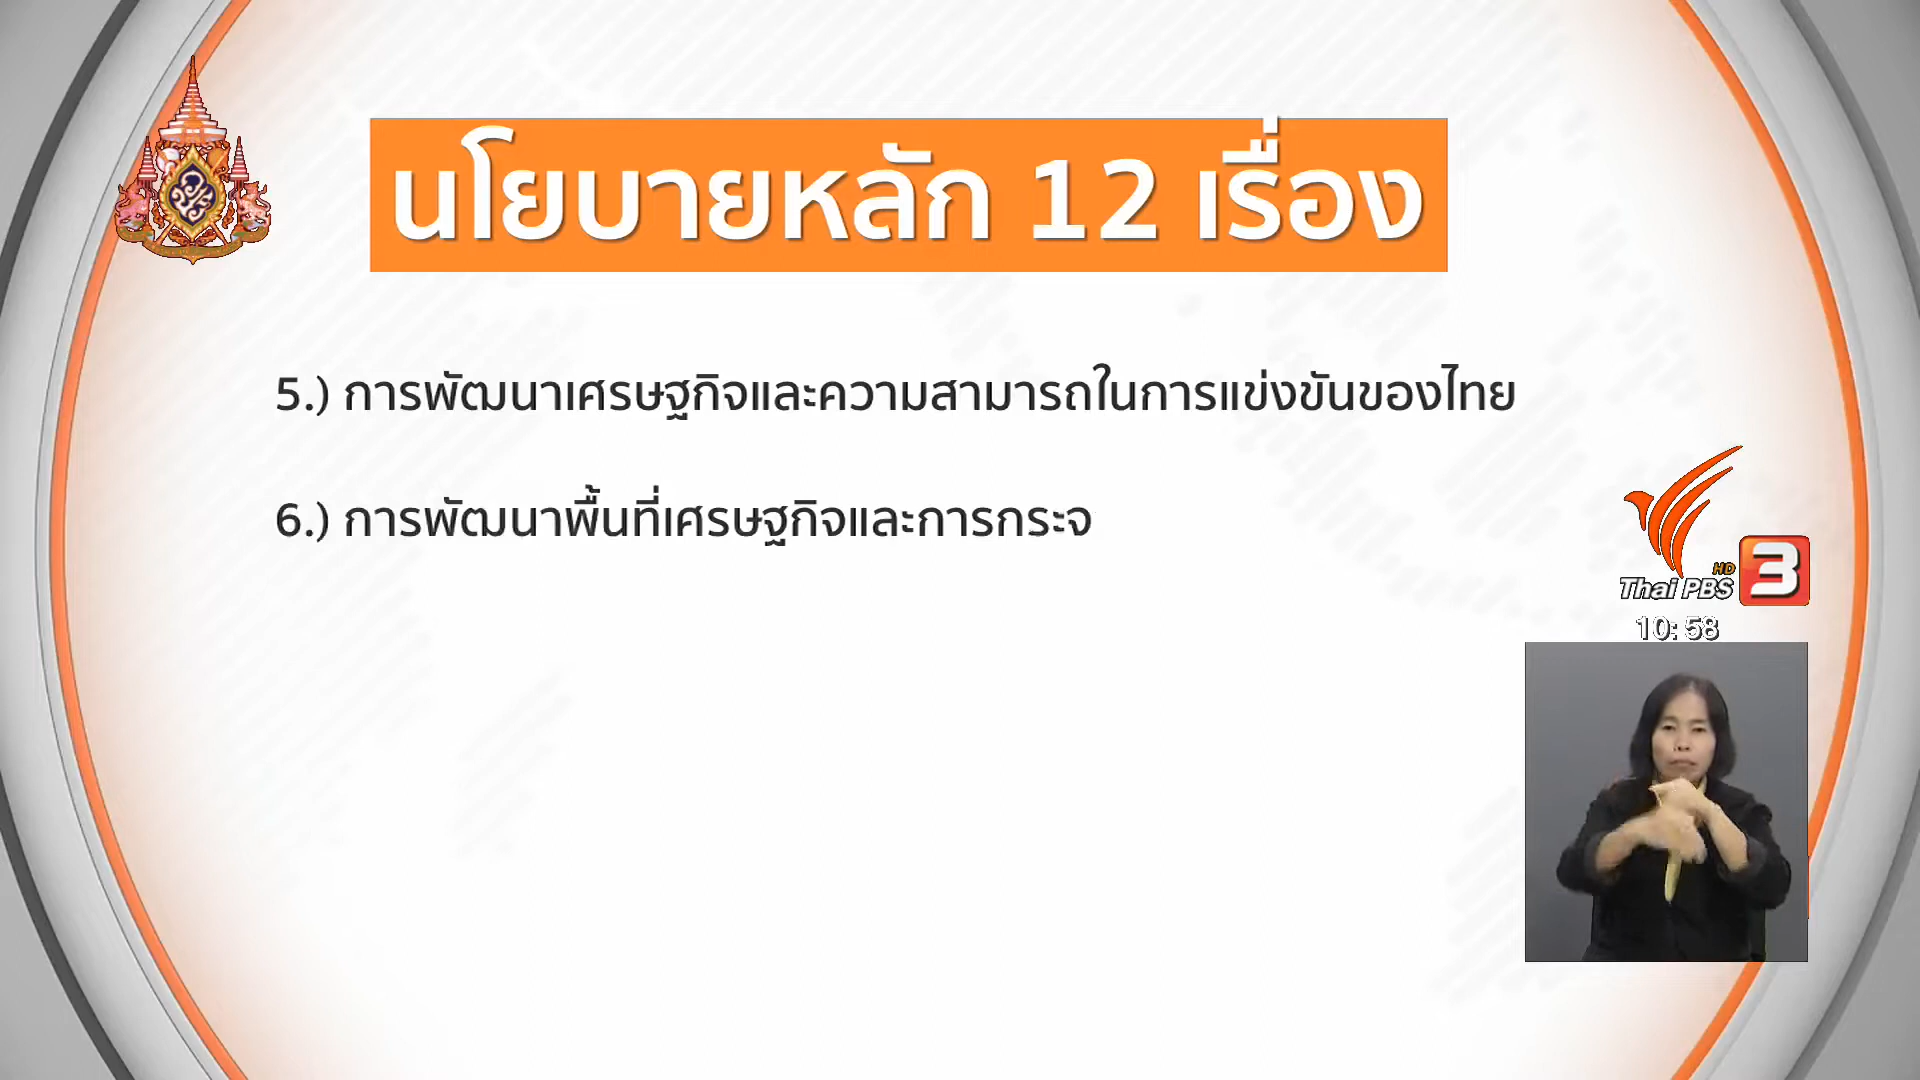 นโยบายหลัก 12 เรื่อง
5.) การพัฒนาเศรษฐกิจและความสามารถในการแข่งขันของไทย
6.) การพัฒนาพื้นที่เศรษฐกิจและการกระจ
HD
Thai PBS 3
10:58